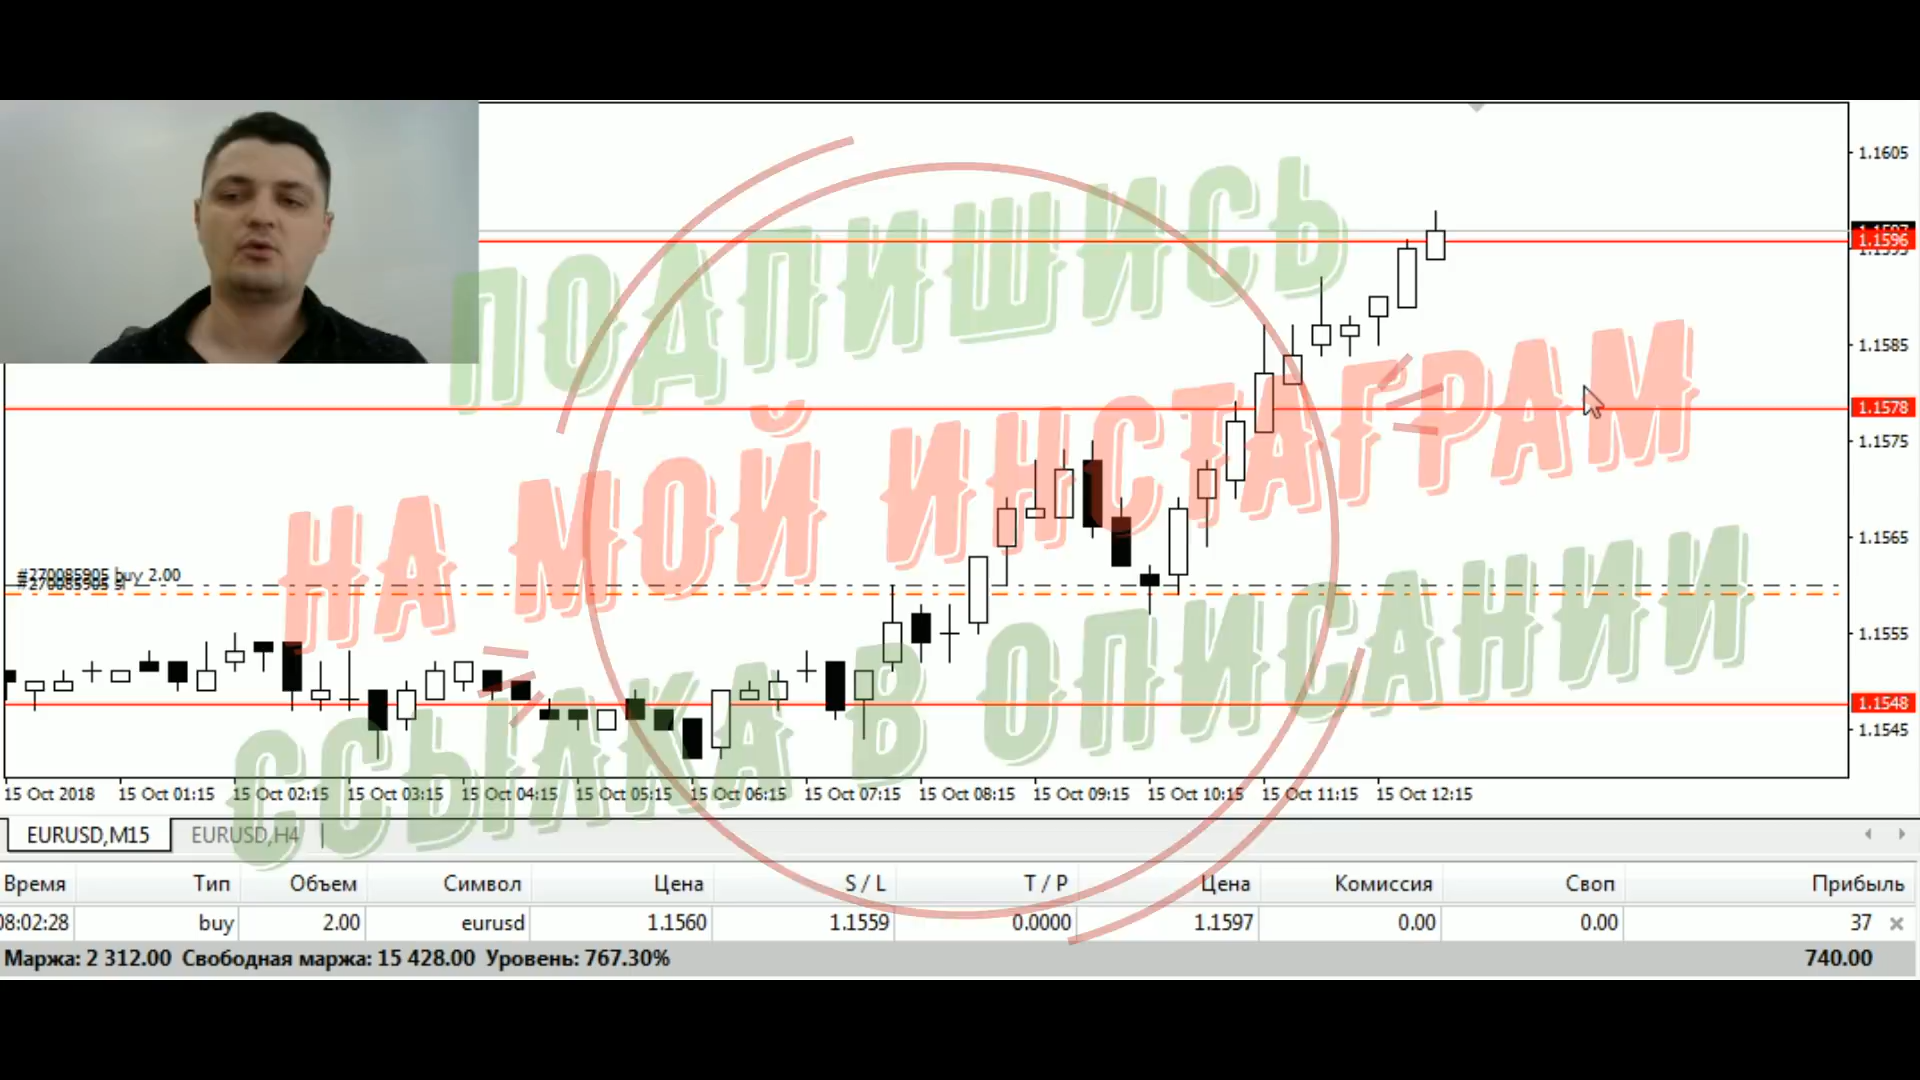 1.1605
1.1596
1.1585
ПОДПИШИСЬ
НА МОЙ ИНСТАГРАМ
ССЫЛКА В ОПИСАНИИ
1.1578
1.1575
1.1565
#270085905 buy 2.00
#270085905 sl
1.1555
1.1548
1.1545
15 Oct 2018 15 Oct 01:15 15 Oct 02:15 15 Oct 03:15 15 Oct 04:15 15 Oct 05:15 15 Oct 06:15 15 Oct 07:15 15 Oct 08:15 15 Oct 09:15 15 Oct 10:15 15 Oct 11:15 15 Oct 12:15
EURUSD,M15 EURUSD,H4
Время Тип Объем Символ Цена S / L T / P Цена Комиссия Своп Прибыль
08:02:28 buy 2.00 eurusd 1.1560 1.1559 0.0000 1.1597 0.00 0.00 37
Маржа: 2 312.00 Свободная маржа: 15 428.00 Уровень: 767.30% 740.00